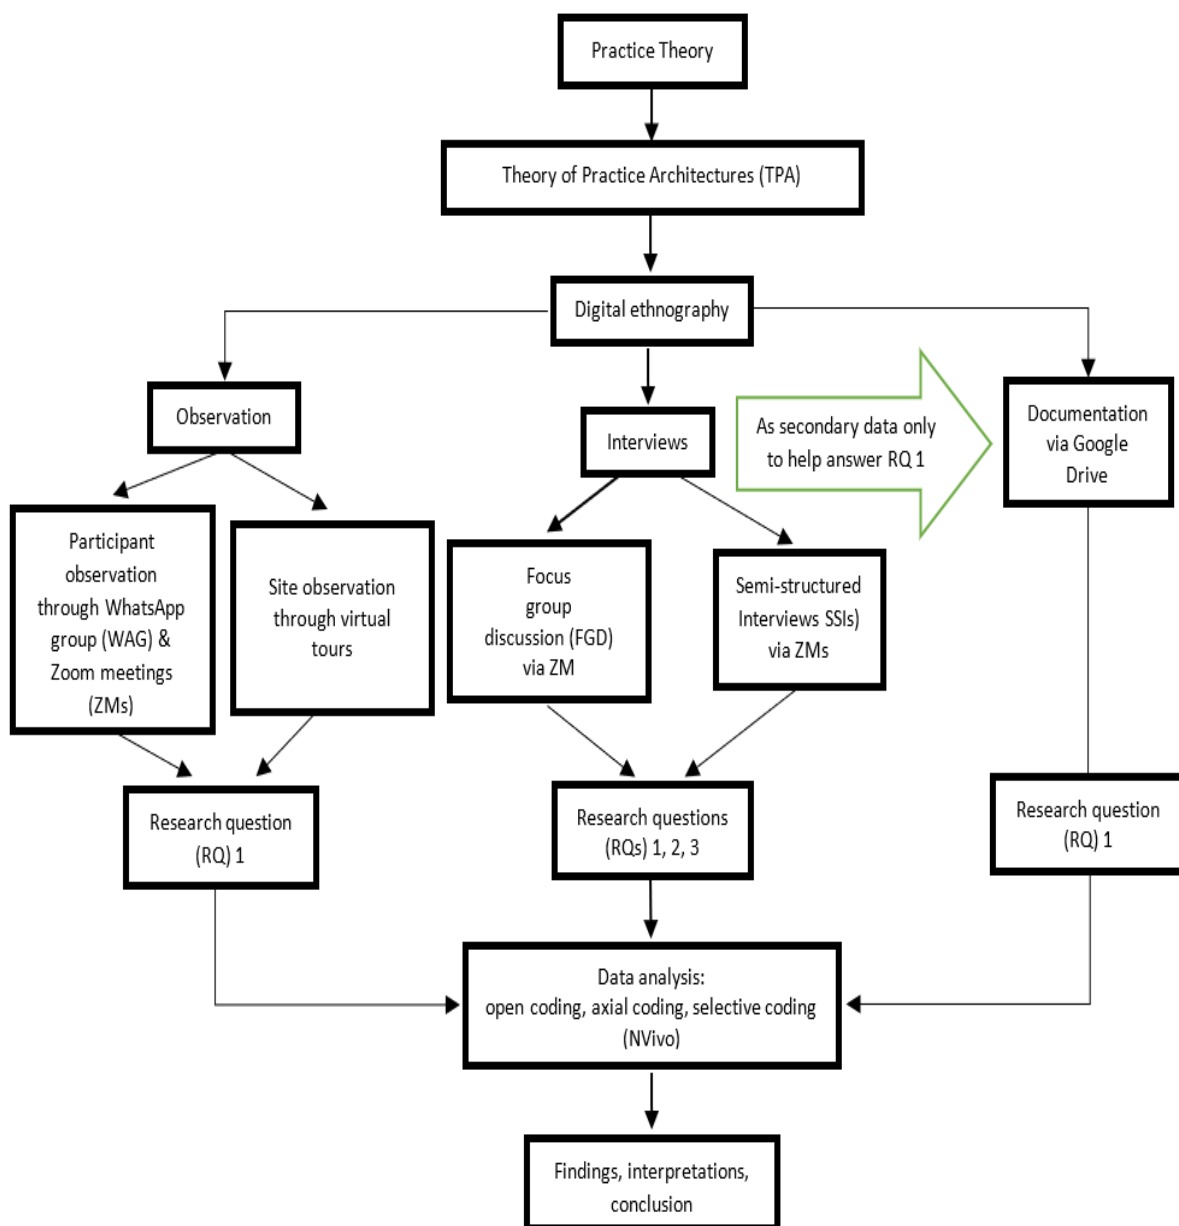 Practice Theory
Theory of Practice Architectures (TPA)
Digital ethnography
Observation
Interviews
As secondary data only
to help answer RQ 1
Documentation
via Google
Drive
Participant
observation
through WhatsApp
group (WAG) &
Zoom meetings
(ZMs)
Site observation
through virtual
tours
Focus
group
discussion (FGD)
via ZM
Semi-structured
Interviews SSIs)
via ZMs
Research question
(RQ) 1
Research questions
(RQs) 1, 2, 3
Research question
(RQ) 1
Data analysis:
open coding, axial coding, selective coding
(NVivo)
Findings, interpretations,
conclusion